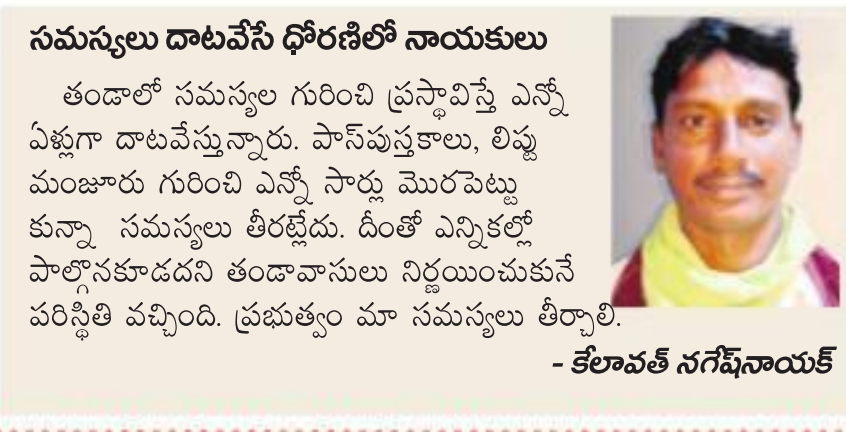 సమస్యలు దాటవేసే ధోరణిలో నాయకులు
తండాలో సమస్యల గురించి ప్రస్థావిస్తే ఎన్నో
ఏళ్లుగా దాటవేస్తున్నారు. పాస్‌పుస్తకాలు, లిఫ్టు
మంజూరు గురించి ఎన్నో సార్లు మొరపెట్టు
కున్నా సమస్యలు తీరట్లేదు. దీంతో ఎన్నికల్లో
పాల్గొనకూడదని తండావాసులు నిర్ణయించుకునే
పరిస్థితి వచ్చింది. ప్రభుత్వం మా సమస్యలు తీర్చాలి.
- కేలావత్ నగేష్‌నాయక్